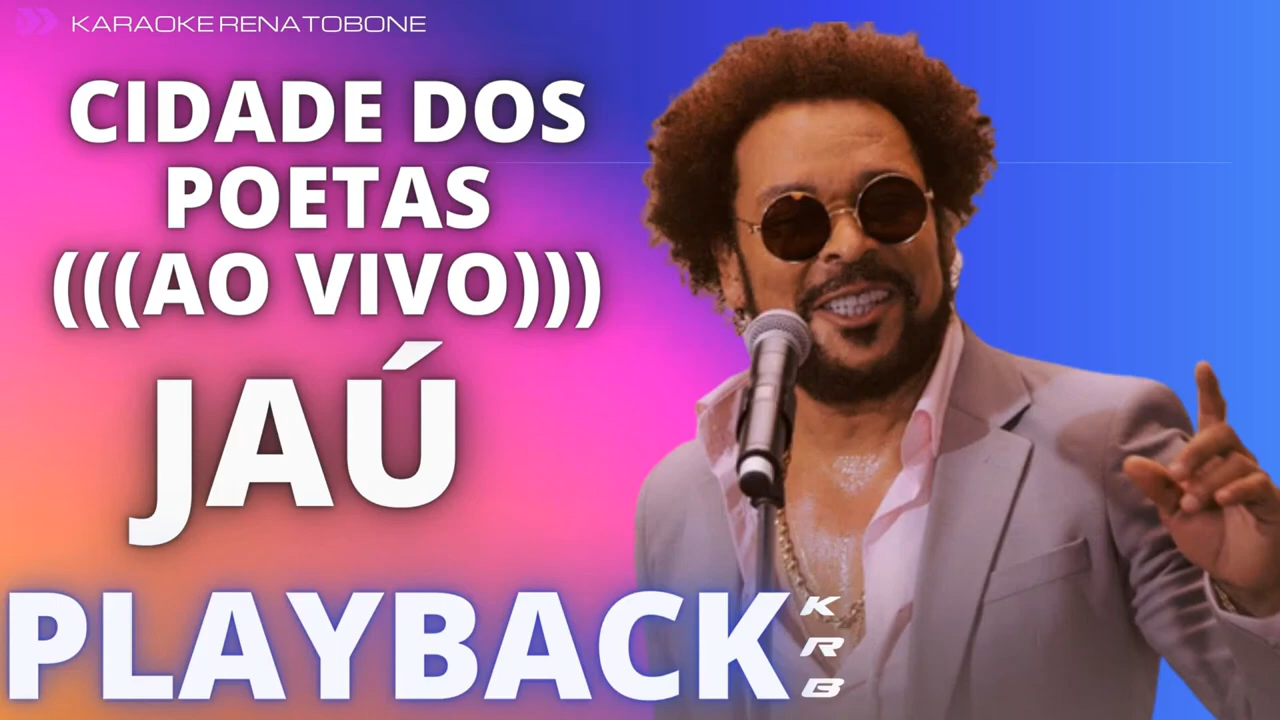 KARAOKE RENATOBONE
CIDADE DOS
POETAS
(((AO VIVO)))
JAÚ
PLAYBACK
K
R
B